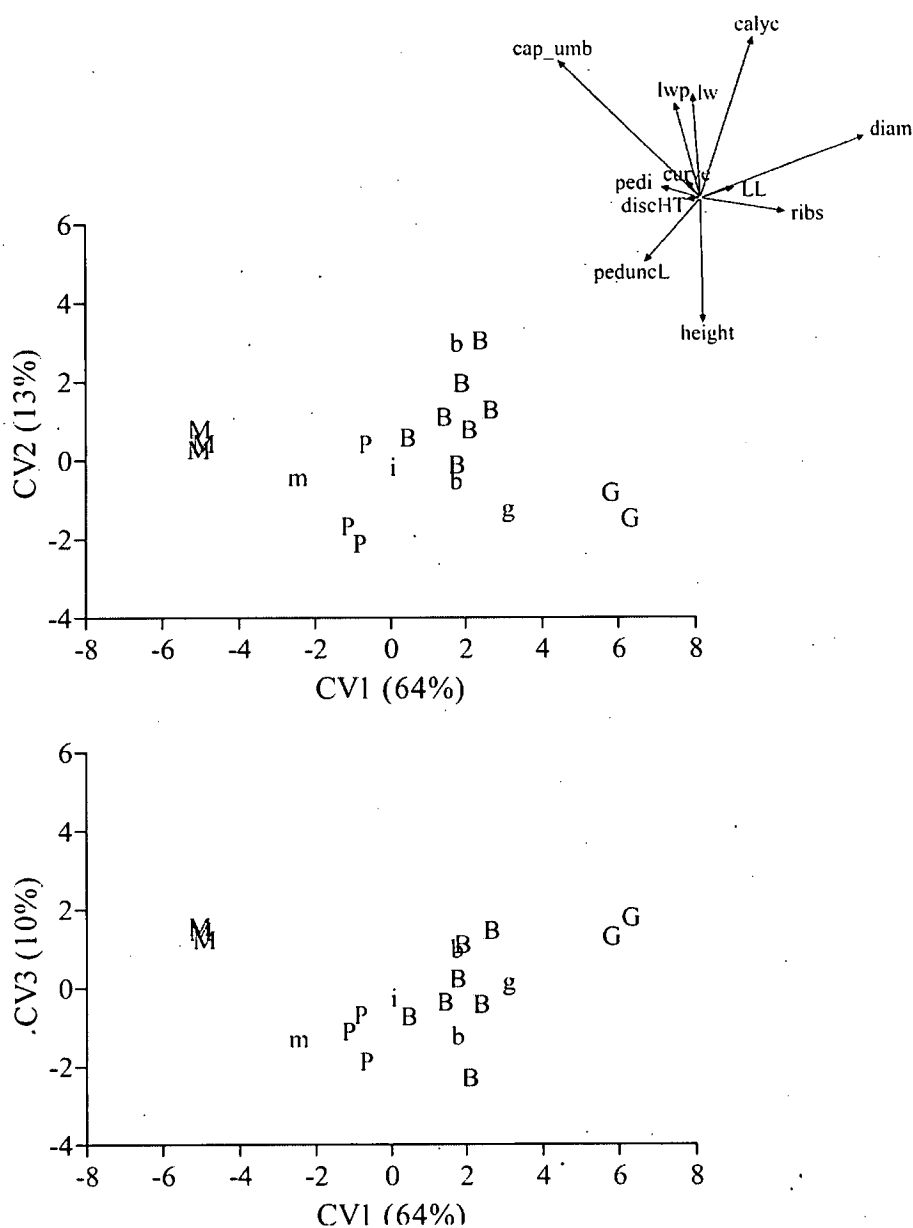 calyc
cap_umb
lwp lw
diam
curvc
pedi LL
discHT ribs
peduncL
height
6
4
2
0
-2
-4
CV2 (13%)
b B
B
B B
M B
M P B B
M m i B
b
g G
P G
P
-8 -6 -4 -2 0 2 4 6 8
CV1 (64%)
6
4
2
0
-2
-4
.CV3 (10%)
M B G
M B G
b
B g
i B B
P B
m P b
P B
-8 -6 -4 -2 0 2 4 6 8
CV1 (64%)